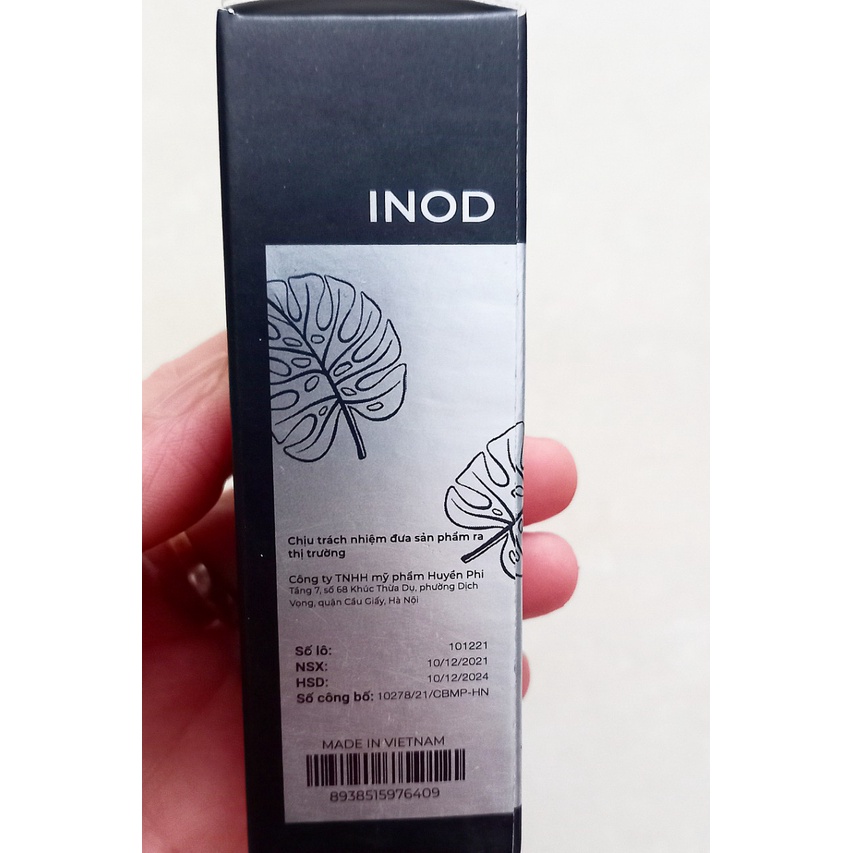 INOD
Chịu trách nhiệm đưa sản phẩm ra
thị trường
Công ty TNHH mỹ phẩm Huyền Phi
Tầng 7, số 68 Khúc Thừa Dụ, phường Dịch
Vọng, quận Cầu Giấy, Hà Nội
Số lô: 101221
NSX: 10/12/2021
HSD: 10/12/2024
Số công bố: 10278/21/CBMP-HN
MADE IN VIETNAM
8938515976409